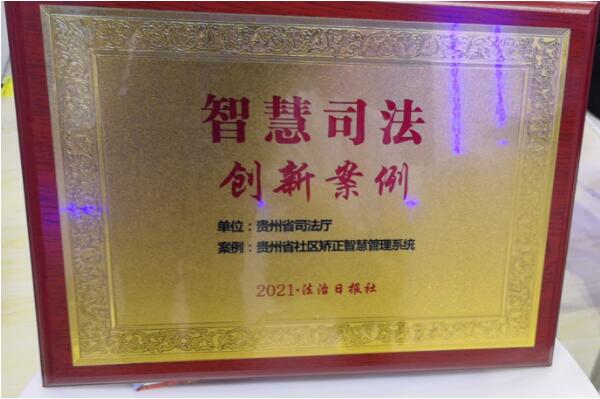 智慧司法
创新案例
单位：贵州省司法厅
案例：贵州省社区矫正智慧管理系统
2021·法治日报社